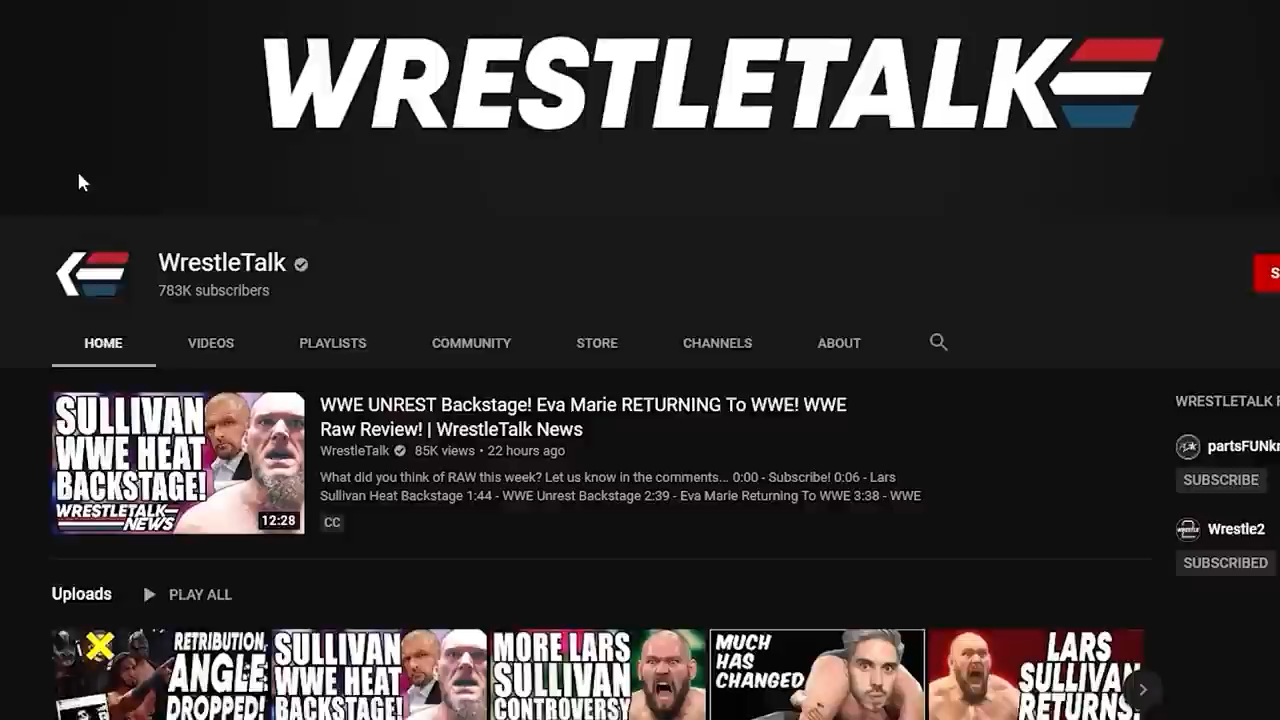 WRESTLETALK
WrestleTalk
783K subscribers
S
HOME VIDEOS PLAYLISTS COMMUNITY STORE CHANNELS ABOUT
SULLIVAN
WWE HEAT
BACKSTAGE!
WRESTLETALK
NEWS
12:28
WWE UNREST Backstage! Eva Marie RETURNING To WWE! WWE
Raw Review! | WrestleTalk News
WrestleTalk 85K views • 22 hours ago
What did you think of RAW this week? Let us know in the comments... 0:00 - Subscribe! 0:06 - Lars
Sullivan Heat Backstage 1:44 - WWE Unrest Backstage 2:39 - Eva Marie Returning To WWE 3:38 - WWE
CC
WRESTLETALK F
partsFUNkn
SUBSCRIBE
Wrestle2
SUBSCRIBED
Uploads PLAY ALL
RETRIBUTION,
ANGLE
DROPPED!
SULLIVAN
WWE HEAT
BACKSTAGE!
MORE LARS
SULLIVAN
CONTROVERSY
MUCH
HAS
CHANGED
LARS
SULLIVAN
RETURNS.